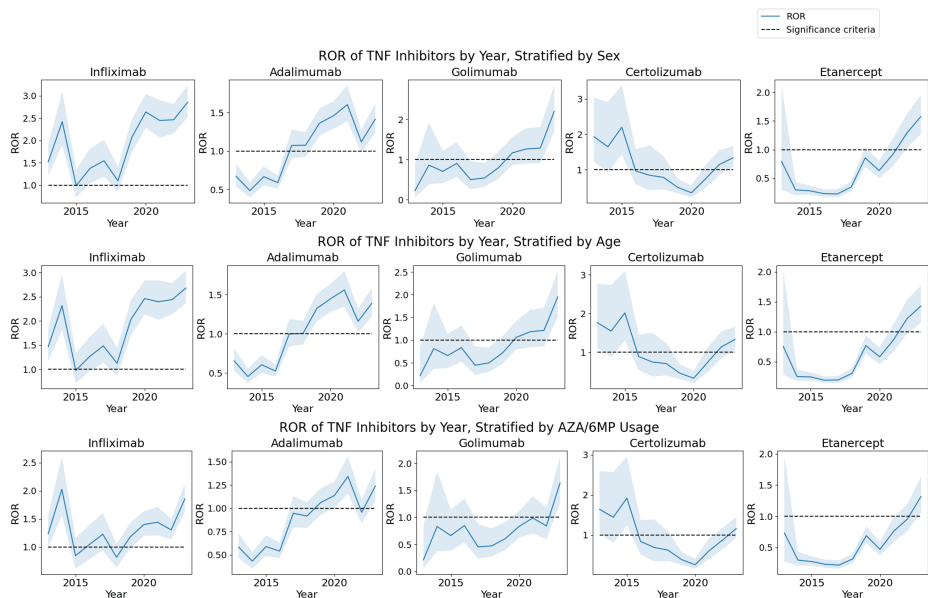 ROR
Significance criteria
ROR of TNF Inhibitors by Year, Stratified by Sex
Infliximab
Adalimumab
Golimumab
Certolizumab
Etanercept
3.0
2.5
2.0
1.5
1.0
ROR
2015
2020
Year
1.5
1.0
0.5
ROR
2015
2020
Year
2
1
0
ROR
2015
2020
Year
3
2
1
ROR
2015
2020
Year
2.0
1.5
1.0
0.5
ROR
2015
2020
Year
ROR of TNF Inhibitors by Year, Stratified by Age
Infliximab
Adalimumab
Golimumab
Certolizumab
Etanercept
3.0
2.5
2.0
1.5
1.0
ROR
2015
2020
Year
1.5
1.0
0.5
ROR
2015
2020
Year
2.5
2.0
1.5
1.0
0.5
0.0
ROR
2015
2020
Year
3
2
1
ROR
2015
2020
Year
2.0
1.5
1.0
0.5
ROR
2015
2020
Year
ROR of TNF Inhibitors by Year, Stratified by AZA/6MP Usage
Infliximab
Adalimumab
Golimumab
Certolizumab
Etanercept
2.5
2.0
1.5
1.0
ROR
2015
2020
Year
1.50
1.25
1.00
0.75
0.50
ROR
2015
2020
Year
2.0
1.5
1.0
0.5
0.0
ROR
2015
2020
Year
3
2
1
ROR
2015
2020
Year
2.0
1.5
1.0
0.5
ROR
2015
2020
Year